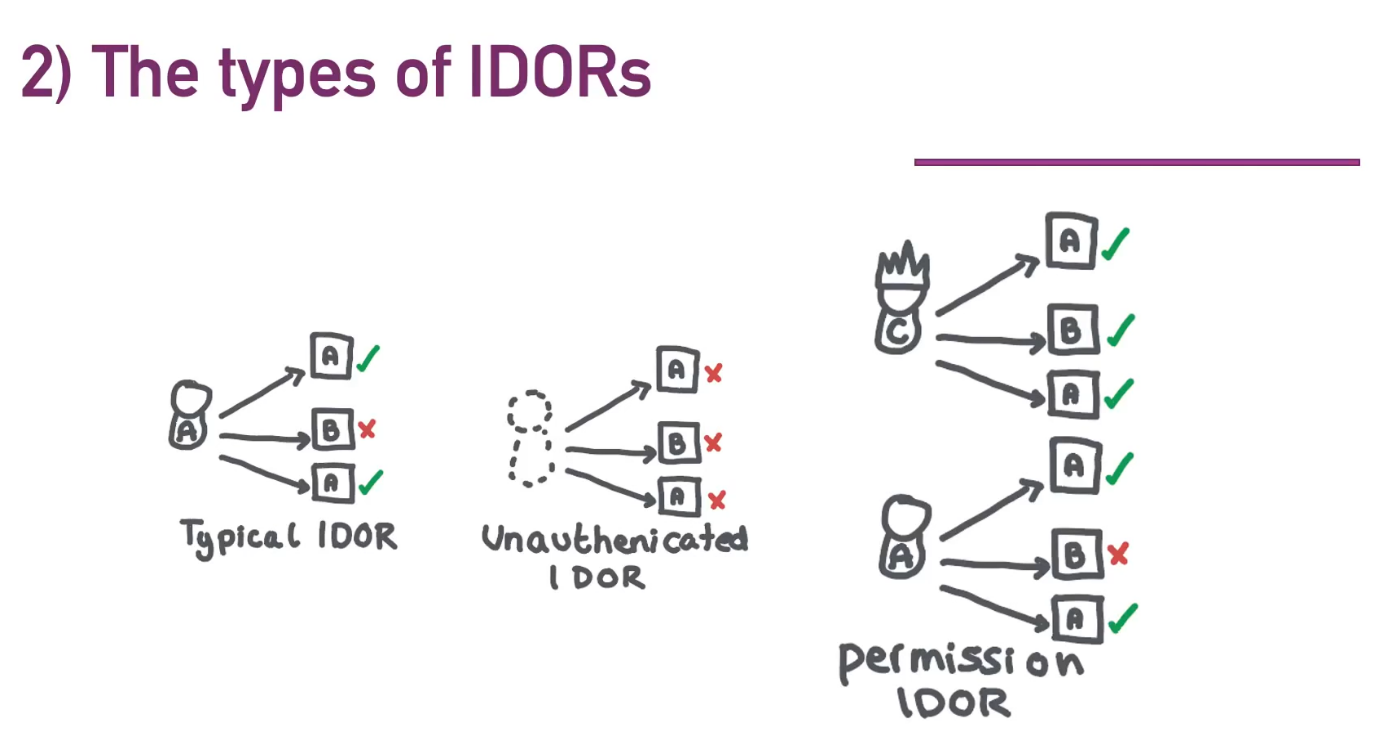 2) The types of IDORs
A
A
B
A
Typical IDOR
A
B
A
Unauthenicated
IDOR
C
A
B
A
A
A
B
A
permission
IDOR